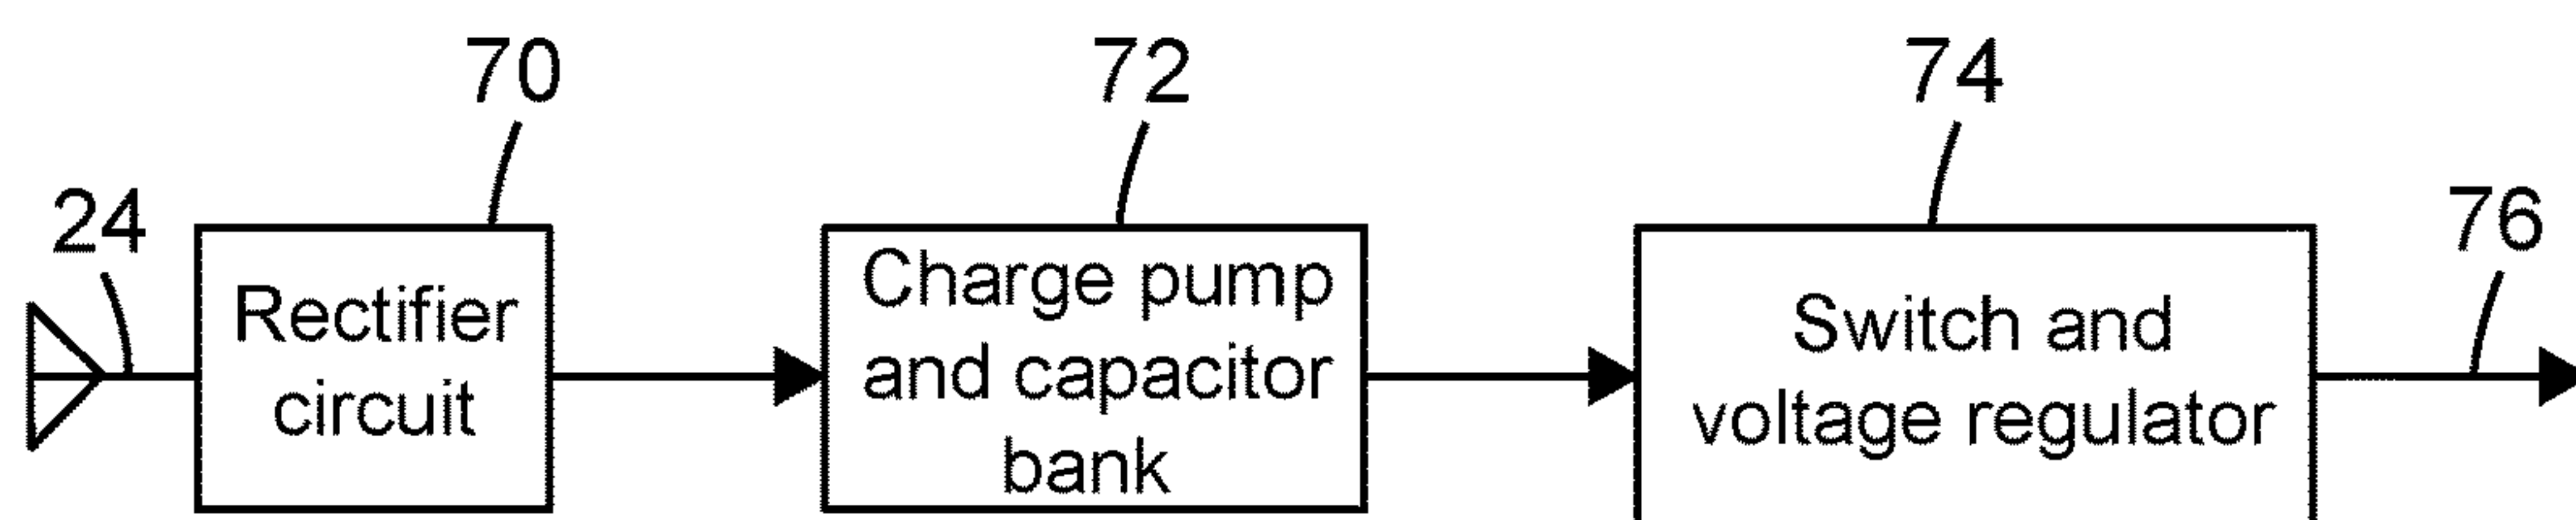 70
72
74
24
76
Rectifier
circuit
Charge pump
and capacitor
bank
Switch and
voltage regulator